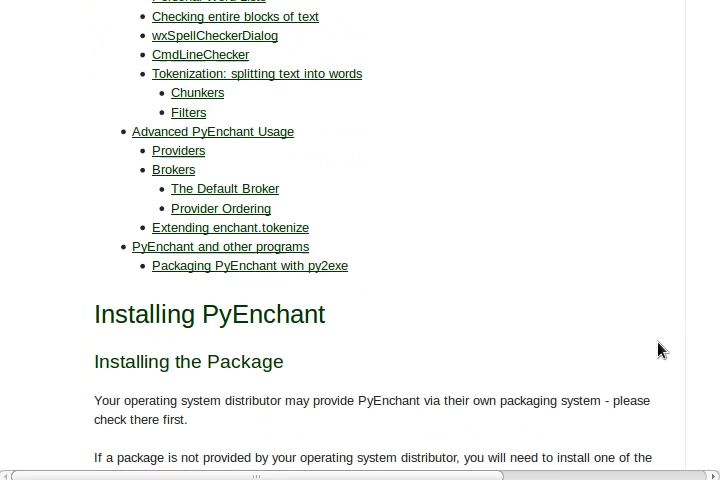 Checking entire blocks of text
wxSpellCheckerDialog
CmdLineChecker
Tokenization: splitting text into words
Chunkers
Filters
Advanced PyEnchant Usage
Providers
Brokers
The Default Broker
Provider Ordering
Extending enchant.tokenize
PyEnchant and other programs
Packaging PyEnchant with py2exe
Installing PyEnchant
Installing the Package
Your operating system distributor may provide PyEnchant via their own packaging system - please
check there first.
If a package is not provided by your operating system distributor, you will need to install one of the